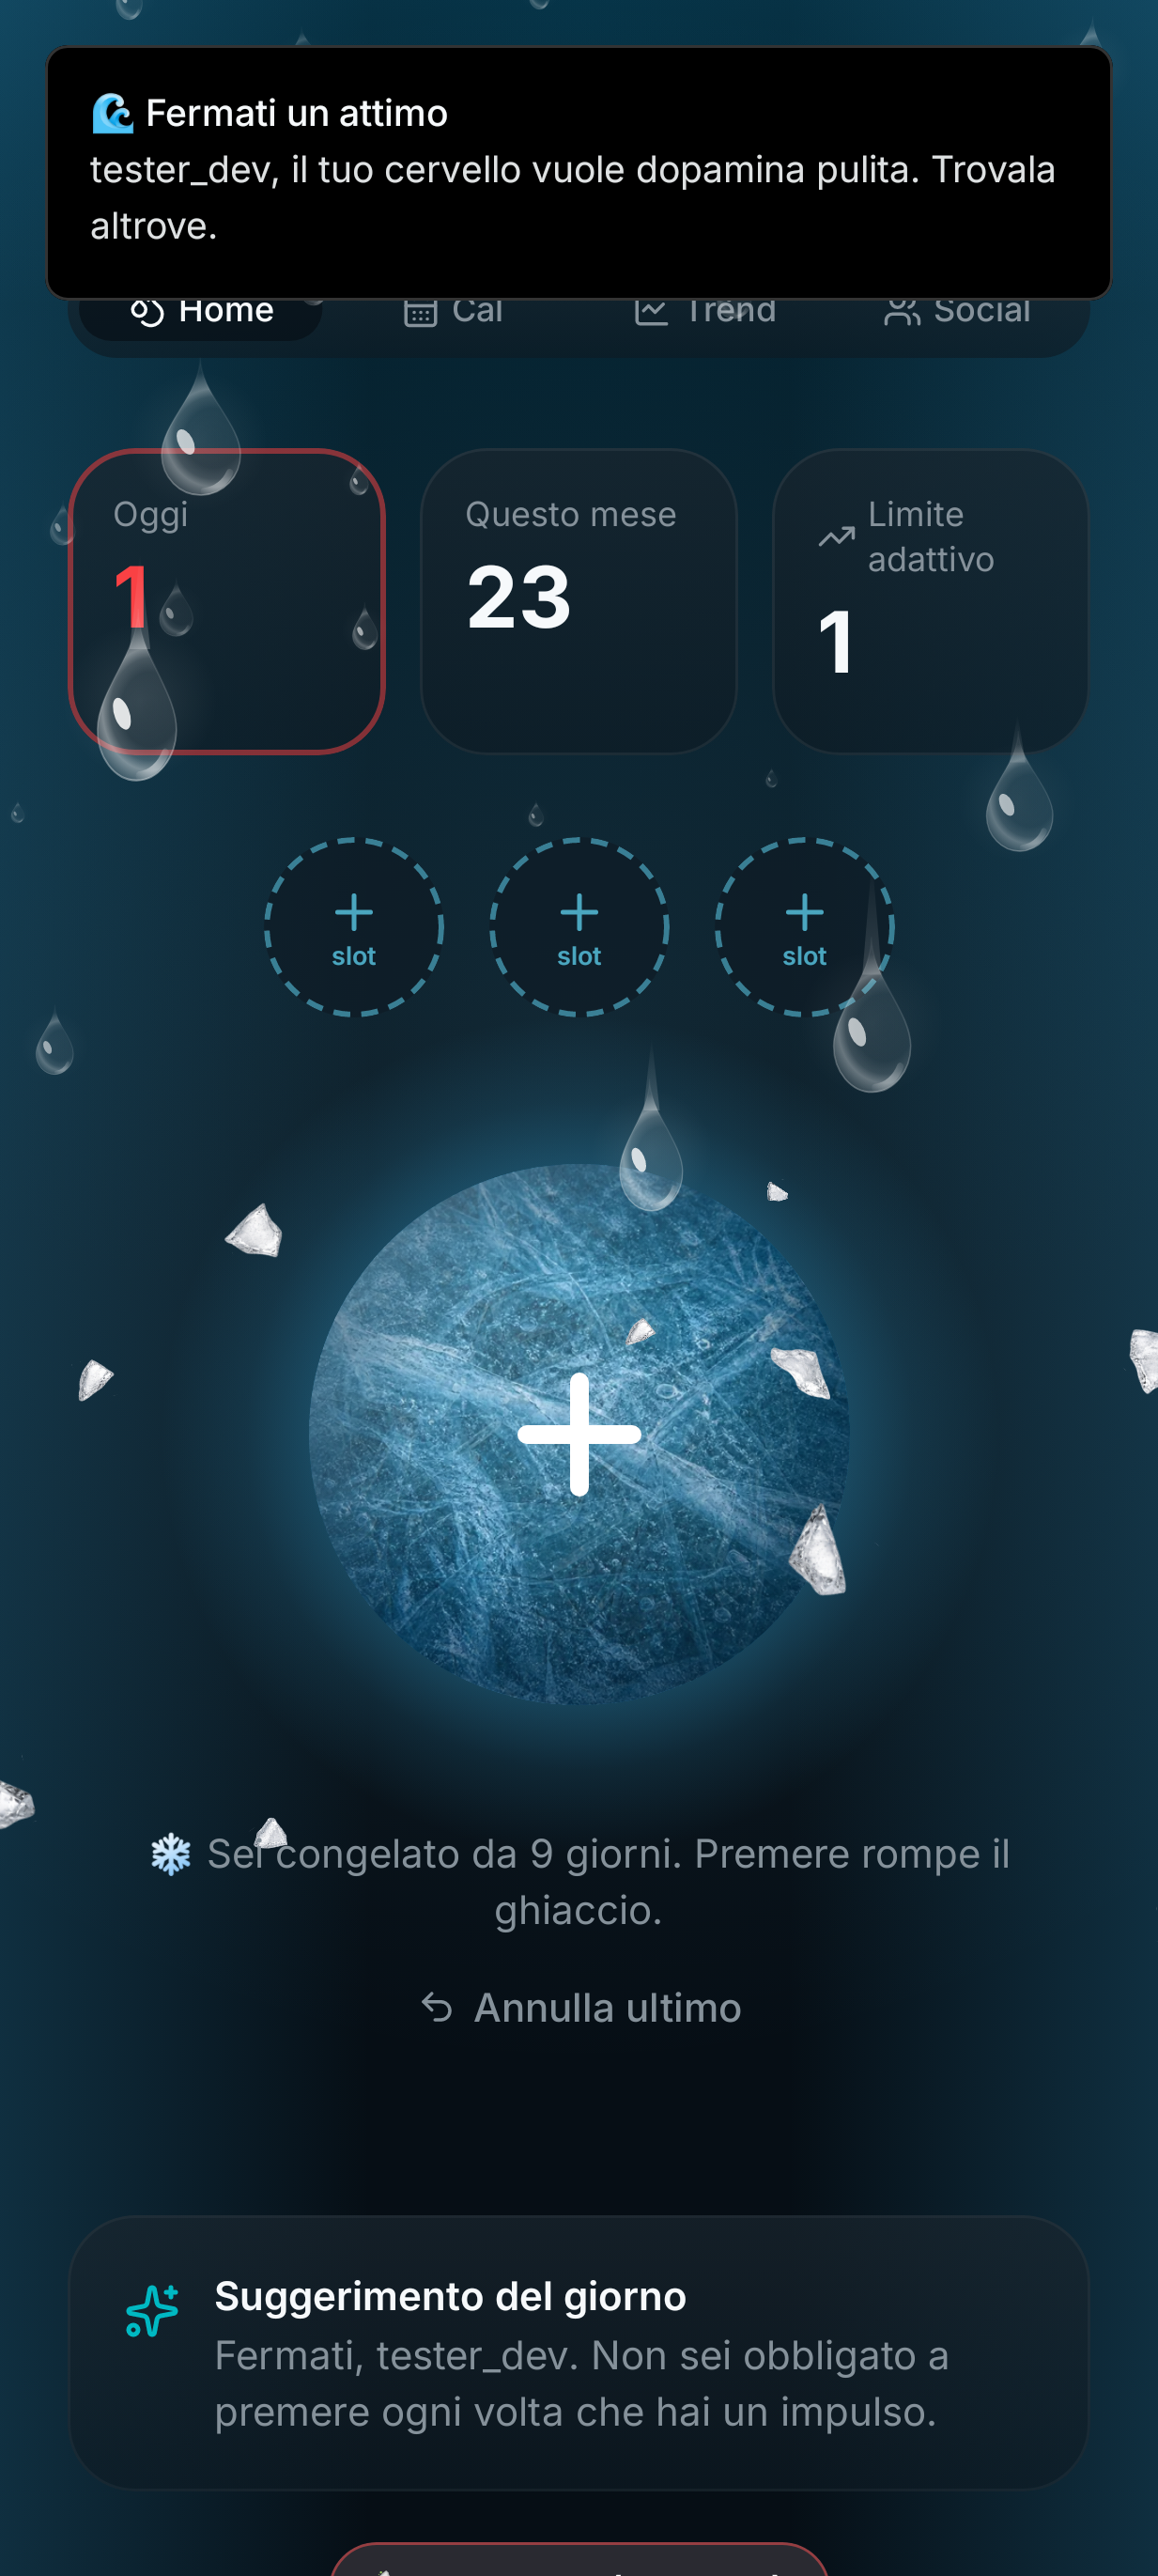 🌊 Fermati un attimo
tester_dev, il tuo cervello vuole dopamina pulita. Trovala
altrove.
Home
Cal
Trend
Social
Oggi
1
Questo mese
23
Limite
adattivo
1
slot
slot
slot
❄️ Sei congelato da 9 giorni. Premere rompe il
ghiaccio.
Annulla ultimo
Suggerimento del giorno
Fermati, tester_dev. Non sei obbligato a
premere ogni volta che hai un impulso.